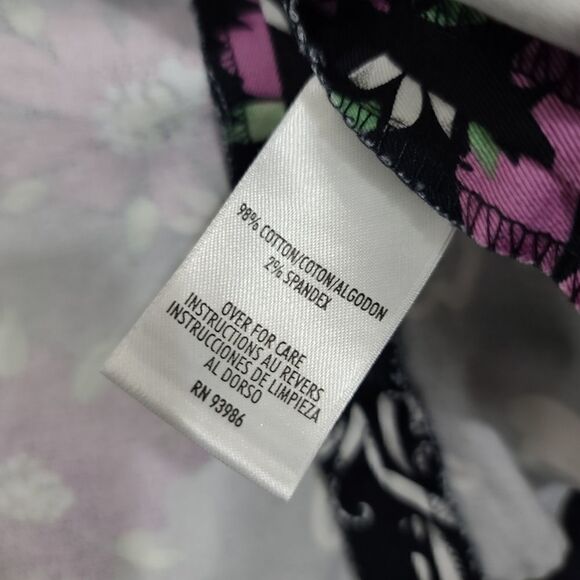 98% COTTON/COTON/ALGODON
2% SPANDEX
OVER FOR CARE
INSTRUCTIONS AU REVERS
INSTRUCCIONES DE LIMPIEZA
AL DORSO
RN 93986